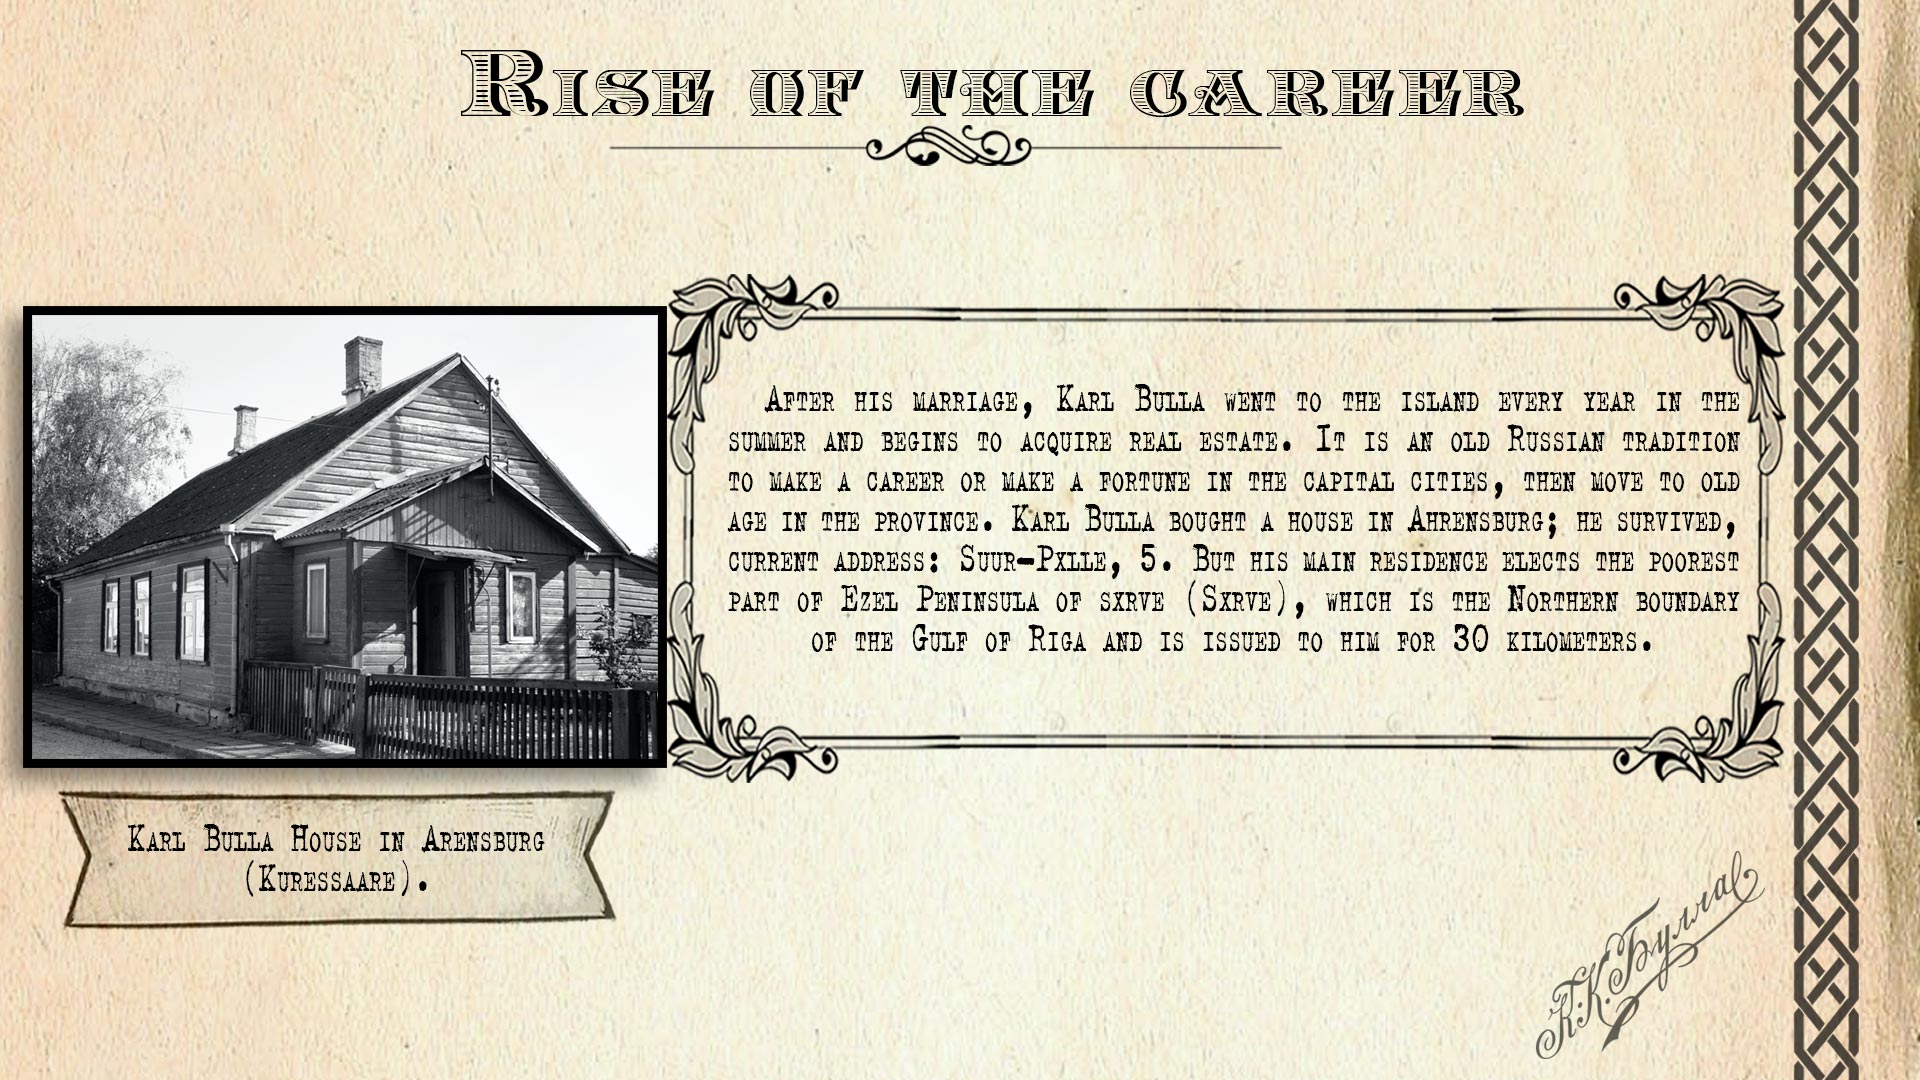 Rise of the career
After his marriage, Karl Bulla went to the island every year in the
summer and begins to acquire real estate. It is an old Russian tradition
to make a career or make a fortune in the capital cities, then move to old
age in the province. Karl Bulla bought a house in Ahrensburg; he survived,
current address: Suur-Pxlle, 5. But his main residence elects the poorest
part of Ezel Peninsula of sxrve (Sxrve), which is the Northern boundary
of the Gulf of Riga and is issued to him for 30 kilometers.
Karl Bulla House in Arensburg
(Kuressaare).
К.К.Булла